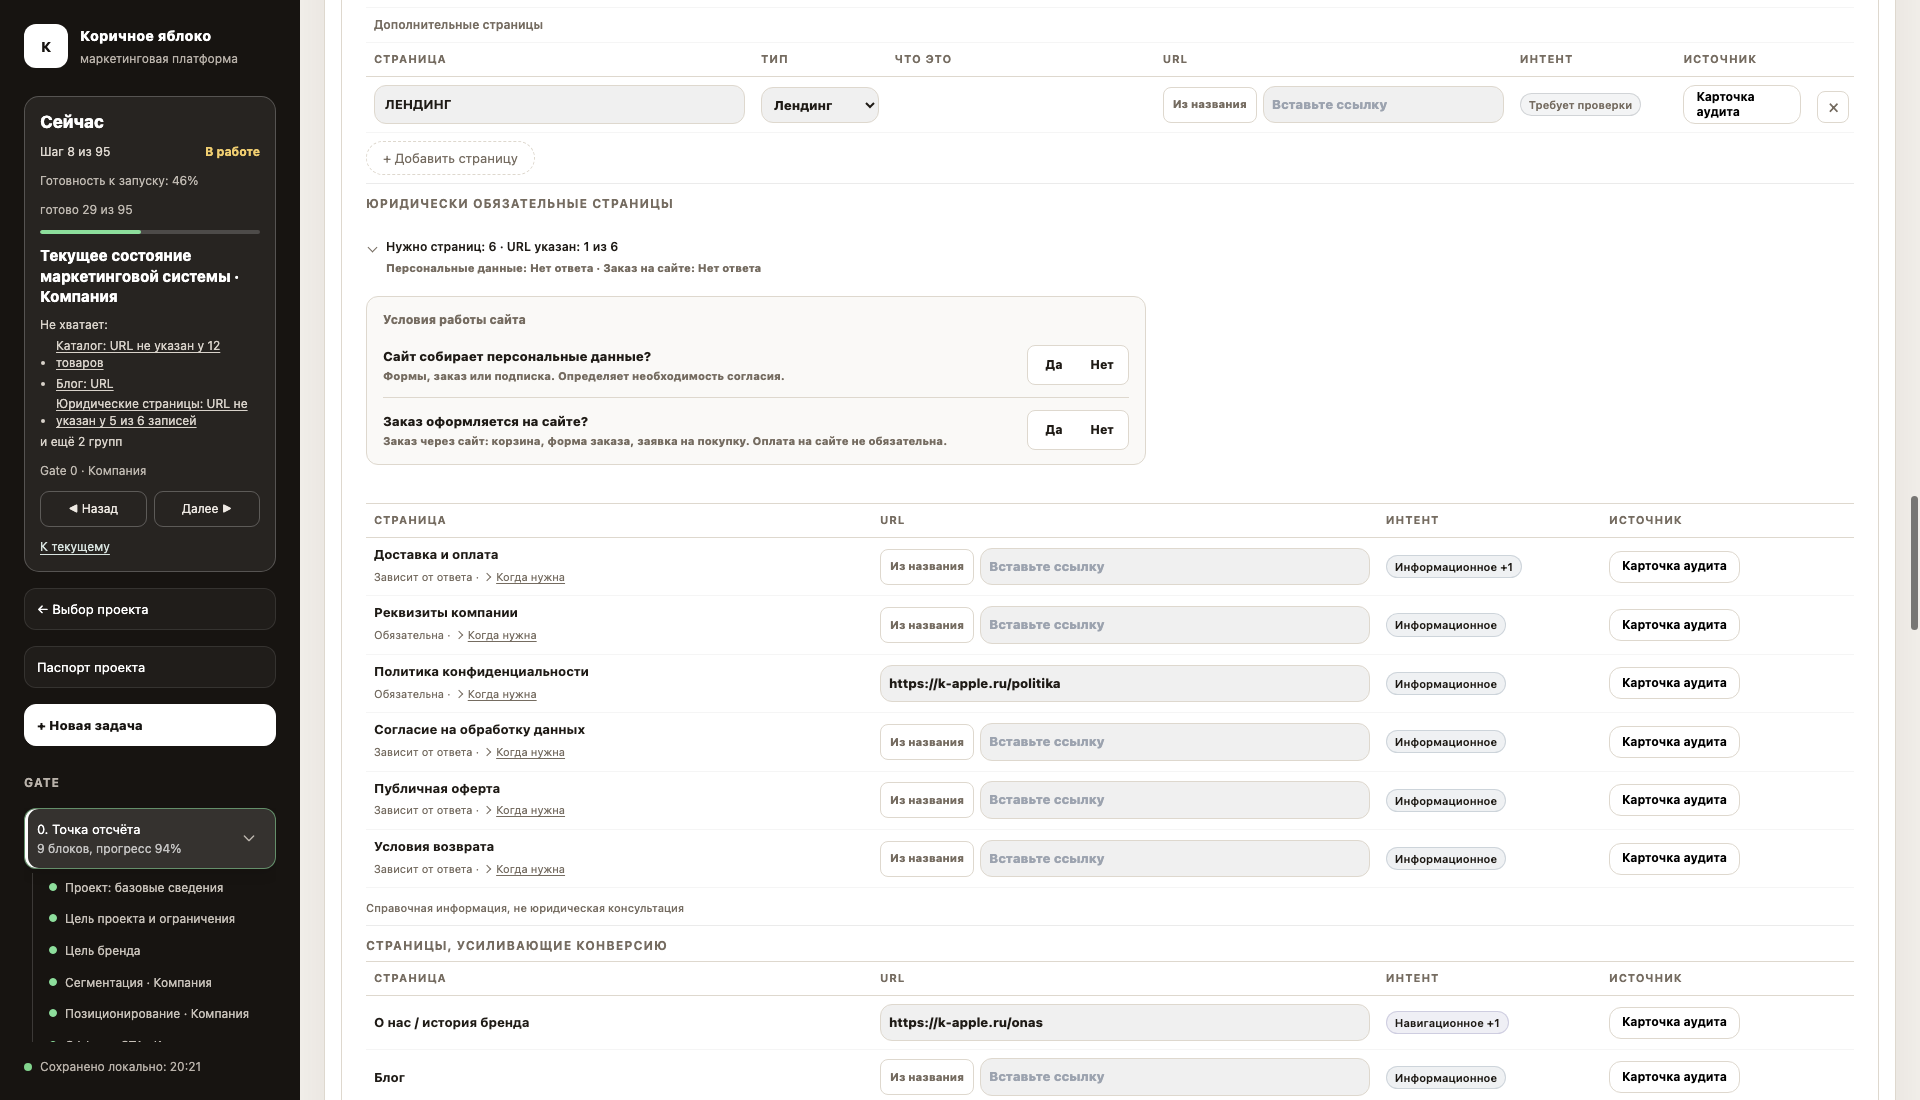 К
Коричное яблоко
маркетинговая платформа
Сейчас
Шаг 8 из 95
В работе
Готовность к запуску: 46%
готово 29 из 95
Текущее состояние
маркетинговой системы ·
Компания
Не хватает:
Каталог: URL не указан у 12
товаров
Блог: URL
Юридические страницы: URL не
указан у 5 из 6 записей
и ещё 2 групп
Gate 0 · Компания
Назад
Далее
К текущему
← Выбор проекта
Паспорт проекта
+ Новая задача
GATE
0. Точка отсчёта
9 блоков, прогресс 94%
Проект: базовые сведения
Цель проекта и ограничения
Цель бренда
Сегментация · Компания
Позиционирование · Компания
Сохранено локально: 20:21
Дополнительные страницы
СТРАНИЦА ТИП ЧТО ЭТО URL ИНТЕНТ ИСТОЧНИК
ЛЕНДИНГ Лендинг Из названия Вставьте ссылку Требует проверки Карточка аудита ×
+ Добавить страницу
ЮРИДИЧЕСКИ ОБЯЗАТЕЛЬНЫЕ СТРАНИЦЫ
Нужно страниц: 6 · URL указан: 1 из 6
Персональные данные: Нет ответа · Заказ на сайте: Нет ответа
Условия работы сайта
Сайт собирает персональные данные?
Формы, заказ или подписка. Определяет необходимость согласия.
Да Нет
Заказ оформляется на сайте?
Заказ через сайт: корзина, форма заказа, заявка на покупку. Оплата на сайте не обязательна.
Да Нет
СТРАНИЦА URL ИНТЕНТ ИСТОЧНИК
Доставка и оплата
Зависит от ответа · Когда нужна
Из названия Вставьте ссылку Информационное +1 Карточка аудита
Реквизиты компании
Обязательна · Когда нужна
Из названия Вставьте ссылку Информационное Карточка аудита
Политика конфиденциальности
Обязательна · Когда нужна
https://k-apple.ru/politika Информационное Карточка аудита
Согласие на обработку данных
Зависит от ответа · Когда нужна
Из названия Вставьте ссылку Информационное Карточка аудита
Публичная оферта
Зависит от ответа · Когда нужна
Из названия Вставьте ссылку Информационное Карточка аудита
Условия возврата
Зависит от ответа · Когда нужна
Из названия Вставьте ссылку Информационное Карточка аудита
Справочная информация, не юридическая консультация
СТРАНИЦЫ, УСИЛИВАЮЩИЕ КОНВЕРСИЮ
СТРАНИЦА URL ИНТЕНТ ИСТОЧНИК
О нас / история бренда https://k-apple.ru/onas Навигационное +1 Карточка аудита
Блог Из названия Вставьте ссылку Информационное Карточка аудита